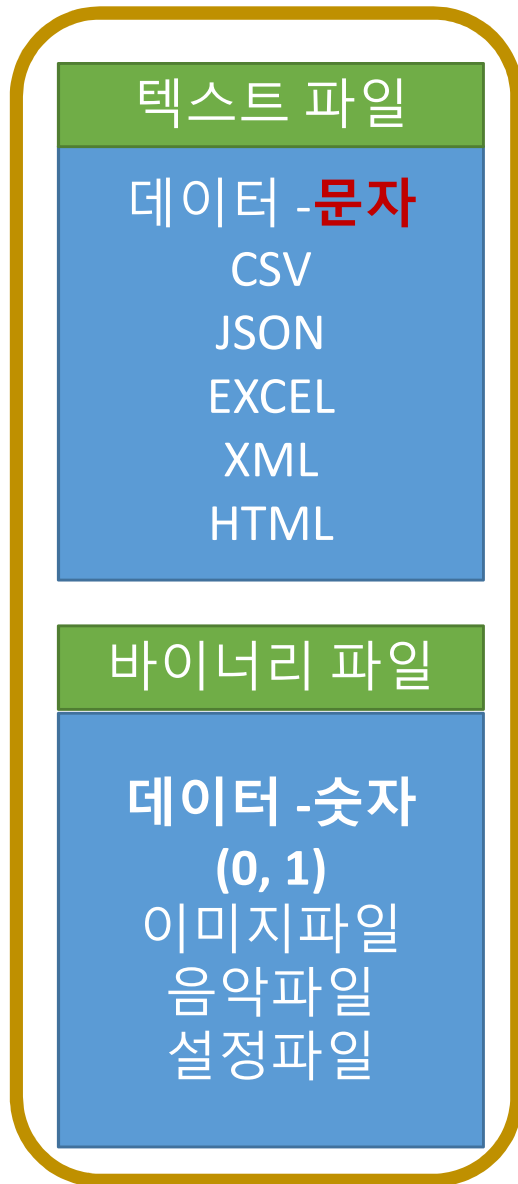 텍스트 파일
데이터 -문자
CSV
JSON
EXCEL
XML
HTML
바이너리 파일
데이터 -숫자
(0, 1)
이미지파일
음악파일
설정파일